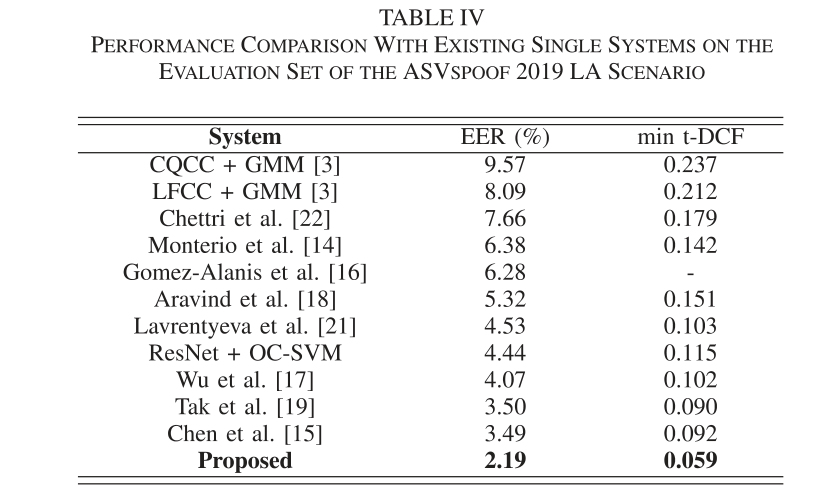 TABLE IV
PERFORMANCE COMPARISON WITH EXISTING SINGLE SYSTEMS ON THE
EVALUATION SET OF THE ASVSPOOF 2019 LA SCENARIO
System EER (%) min t-DCF
CQCC + GMM [3] 9.57 0.237
LFCC + GMM [3] 8.09 0.212
Chettri et al. [22] 7.66 0.179
Monterio et al. [14] 6.38 0.142
Gomez-Alanis et al. [16] 6.28 -
Aravind et al. [18] 5.32 0.151
Lavrentyeva et al. [21] 4.53 0.103
ResNet + OC-SVM 4.44 0.115
Wu et al. [17] 4.07 0.102
Tak et al. [19] 3.50 0.090
Chen et al. [15] 3.49 0.092
Proposed 2.19 0.059